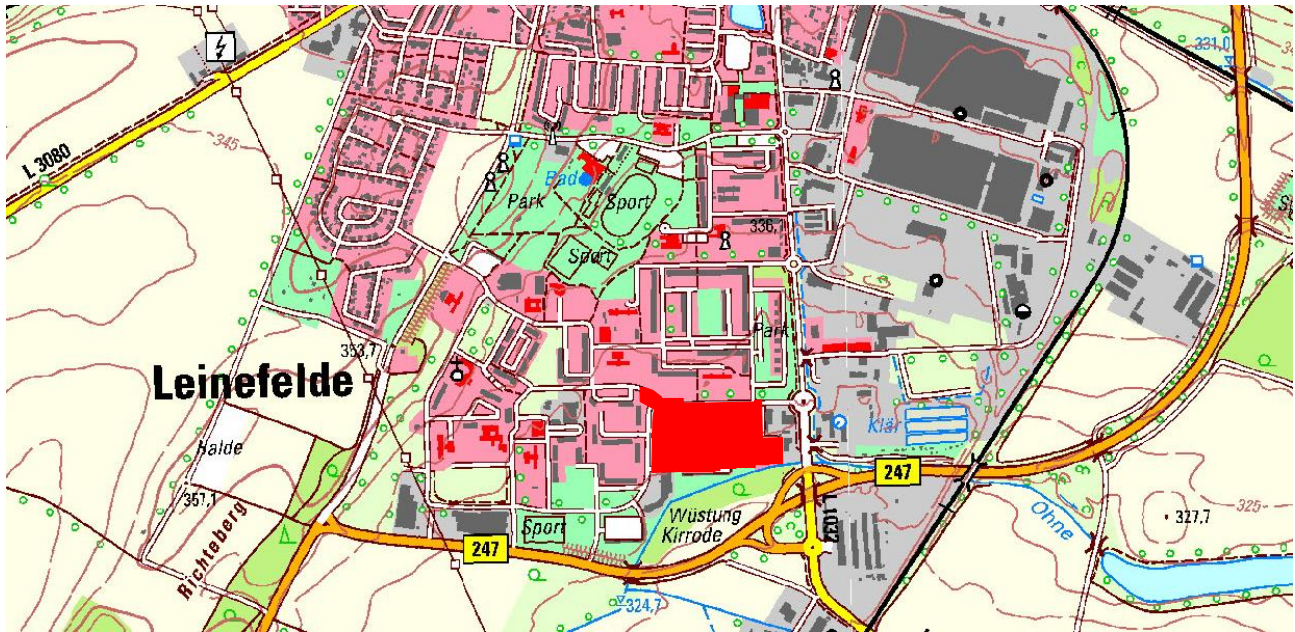 331,0
L 3080
345
Bad
Park
Sport
336,1
Sport
Park
353,7
Leinefelde
Klär
Halde
247
357,1
Ohne
325
327,7
Wüstung
Kirrode
Richteberg
Sport
L 1032
247
324,7